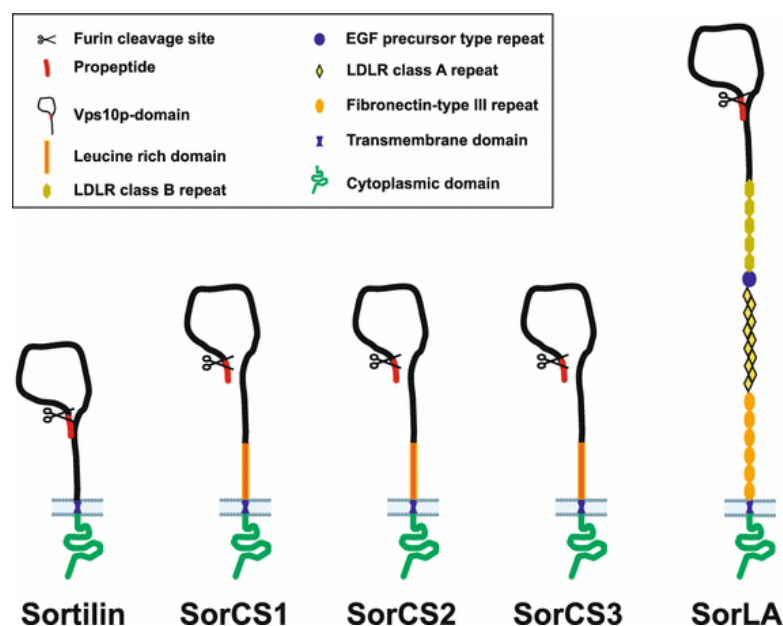 Furin cleavage site
Propeptide
Vps10p-domain
Leucine rich domain
LDLR class B repeat
EGF precursor type repeat
LDLR class A repeat
Fibronectin-type III repeat
Transmembrane domain
Cytoplasmic domain
Sortilin SorCS1 SorCS2 SorCS3 SorLA